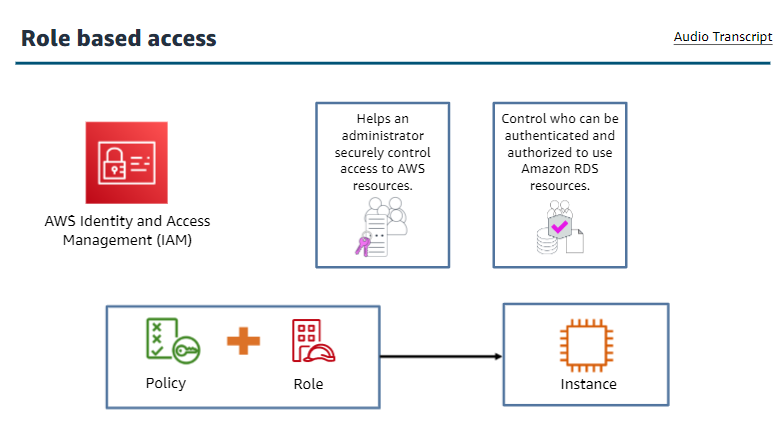 Role based access
Audio Transcript
AWS Identity and Access
Management (IAM)
Helps an
administrator
securely control
access to AWS
resources.
Control who can be
authenticated and
authorized to use
Amazon RDS
resources.
Policy
Role
Instance